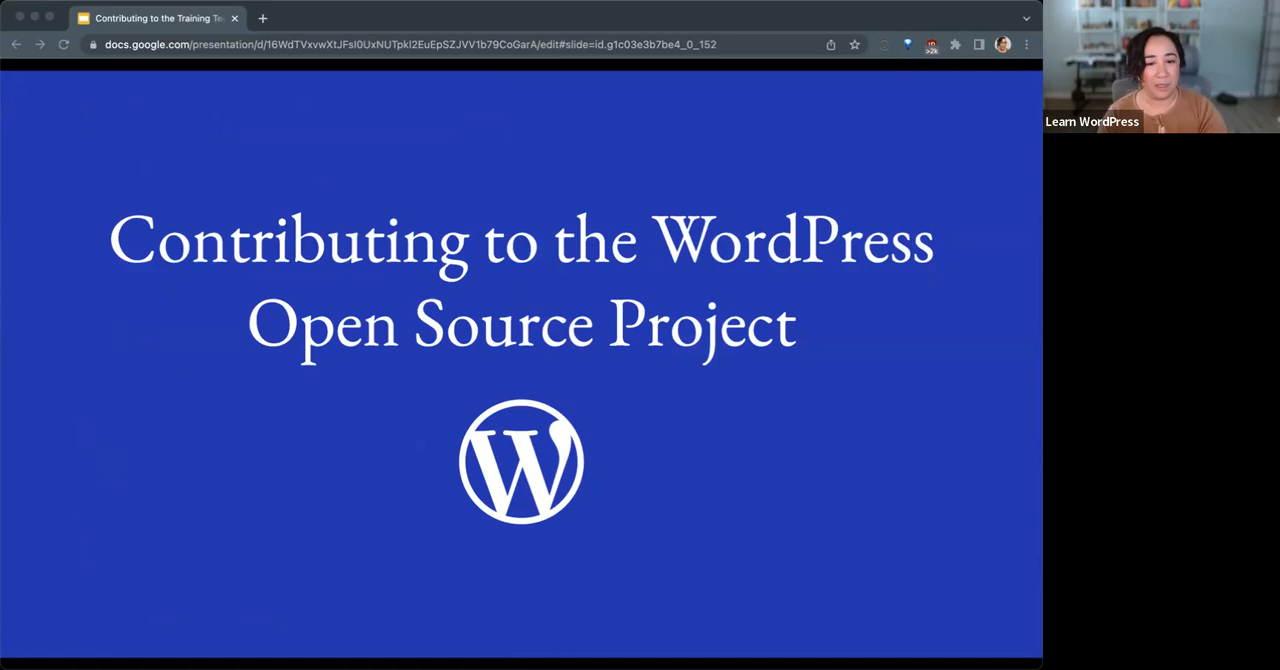 Contributing to the Training Te
docs.google.com/presentation/d/16WdTVxvwXtJFsI0UxNUTpkI2EuEpSZJVV1b79CoGarA/edit#slide=id.g1c03e3b7be4_0_152
>2k
Learn WordPress
Contributing to the WordPress
Open Source Project